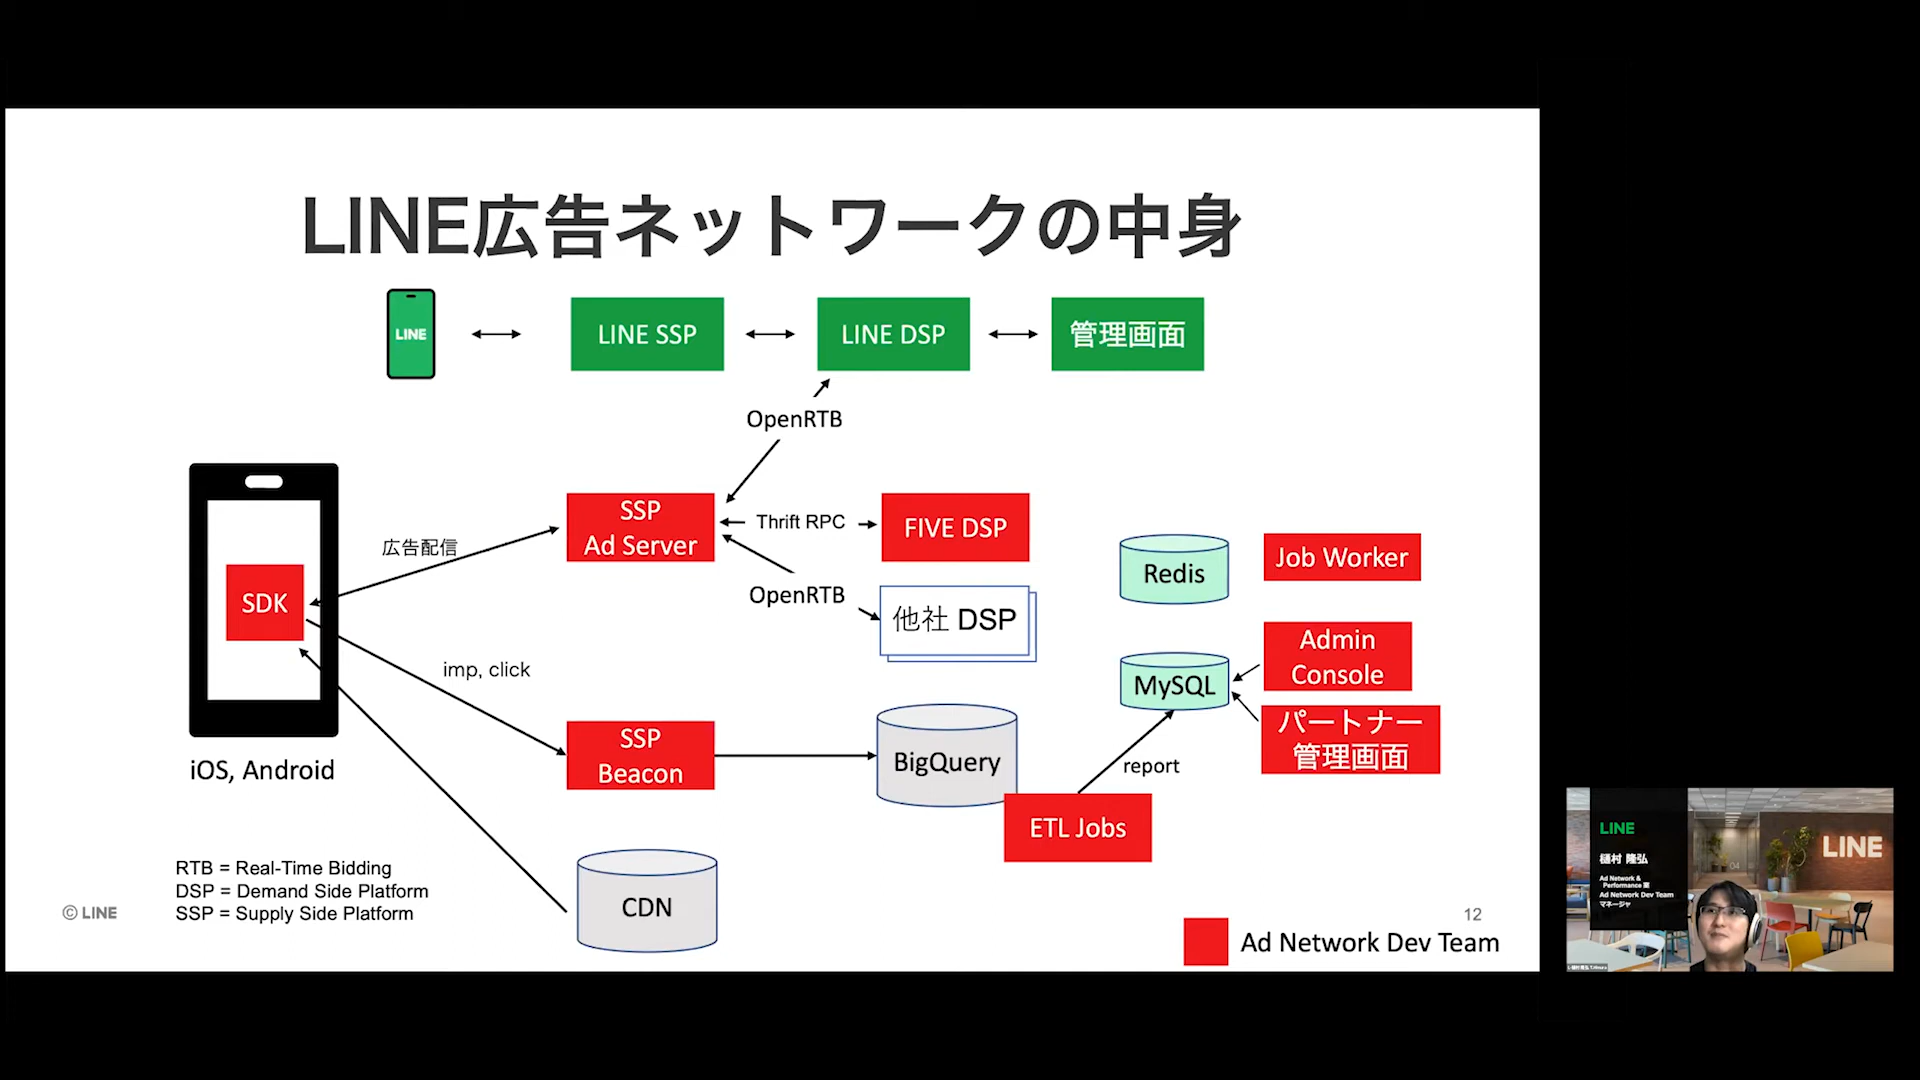 LINE広告ネットワークの中身
LINE
LINE SSP
LINE DSP
管理画面
OpenRTB
SSP
Ad Server
Thrift RPC
FIVE DSP
広告配信
SDK
OpenRTB
他社 DSP
Redis
Job Worker
Admin
Console
MySQL
パートナー
管理画面
imp, click
SSP
Beacon
BigQuery
report
ETL Jobs
iOS, Android
CDN
RTB = Real-Time Bidding
DSP = Demand Side Platform
SSP = Supply Side Platform
© LINE
12
Ad Network Dev Team
LINE
樋村 隆弘
Ad Network &
Performance 室
Ad Network Dev Team
マネージャ
LINE